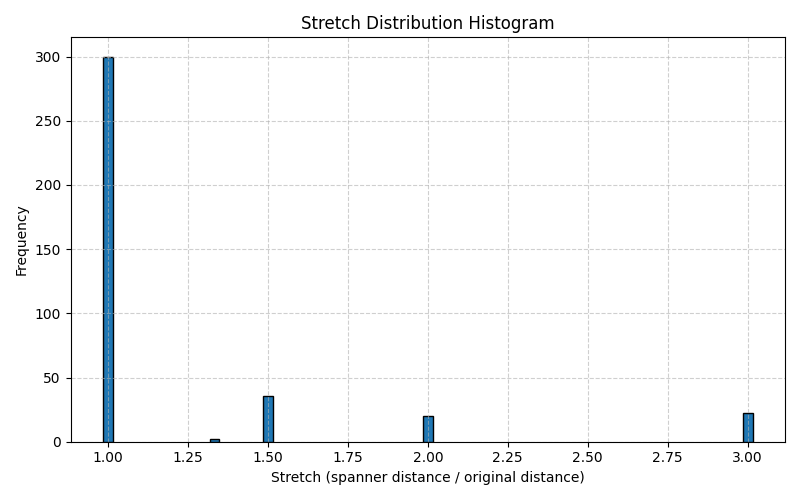 Stretch Distribution Histogram
300
250
200
150
100
50
0
Frequency
1.00 1.25 1.50 1.75 2.00 2.25 2.50 2.75 3.00
Stretch (spanner distance / original distance)